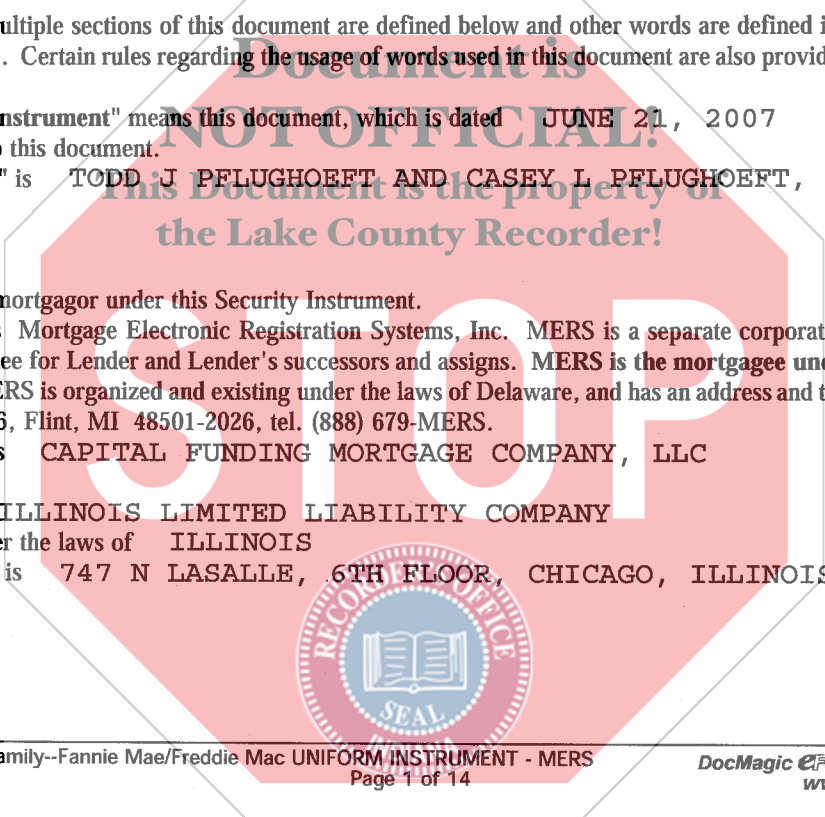 ultiple sections of this document are defined below and other words are defined i
. Certain rules regarding the usage of words used in this document are also provid
Document is
nstrument" means this document, which is dated JUNE 21, 2007
NOT OFFICIAL!
this document.
" is TODD J PFLUGHOEFT AND CASEY L PFLUGHOEFT,
This Document is the property of
the Lake County Recorder!
mortgagor under this Security Instrument.
Mortgage Electronic Registration Systems, Inc. MERS is a separate corporat
ee for Lender and Lender's successors and assigns. MERS is the mortgagee und
ERS is organized and existing under the laws of Delaware, and has an address and t
6, Flint, MI 48501-2026, tel. (888) 679-MERS.
STOP
s CAPITAL FUNDING MORTGAGE COMPANY, LLC
ILLINOIS LIMITED LIABILITY COMPANY
er the laws of ILLINOIS
is 747 N LASALLE, 6TH FLOOR, CHICAGO, ILLINOIS
RECORDER'S OFFICE
SEAL
INDIANA
amily--Fannie Mae/Freddie Mac UNIFORM INSTRUMENT - MERS
Page 1 of 14
DocMagic eF
ww